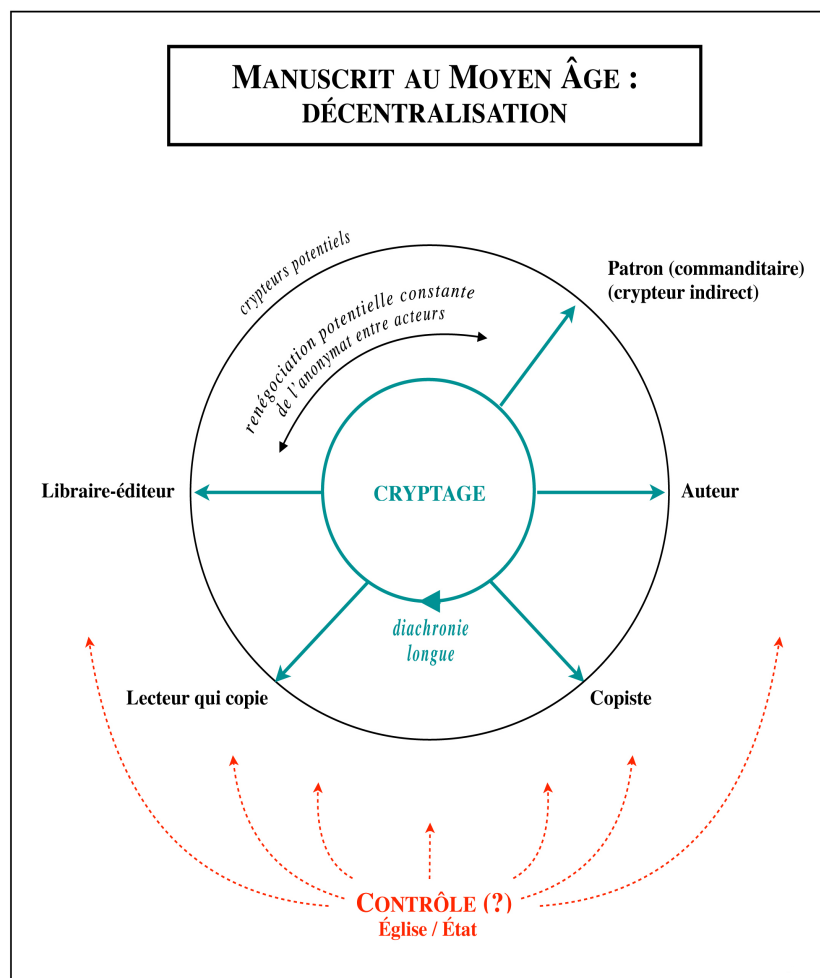 MANUSCRIT AU MOYEN ÂGE :
DÉCENTRALISATION
crypteurs potentiels
renégociation potentielle constante
de l'anonymat entre acteurs
Patron (commanditaire)
(crypteur indirect)
Libraire-éditeur
CRYPTAGE
Auteur
diachronie
longue
Lecteur qui copie
Copiste
CONTRÔLE (?)
Église / État